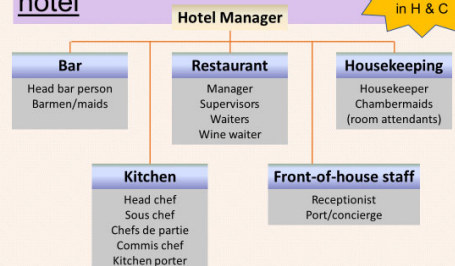 hotel
in H & C
Hotel Manager
Bar
Head bar person
Barmen/maids
Restaurant
Manager
Supervisors
Waiters
Wine waiter
Housekeeping
Housekeeper
Chambermaids
(room attendants)
Kitchen
Head chef
Sous chef
Chefs de partie
Commis chef
Kitchen porter
Front-of-house staff
Receptionist
Port/concierge